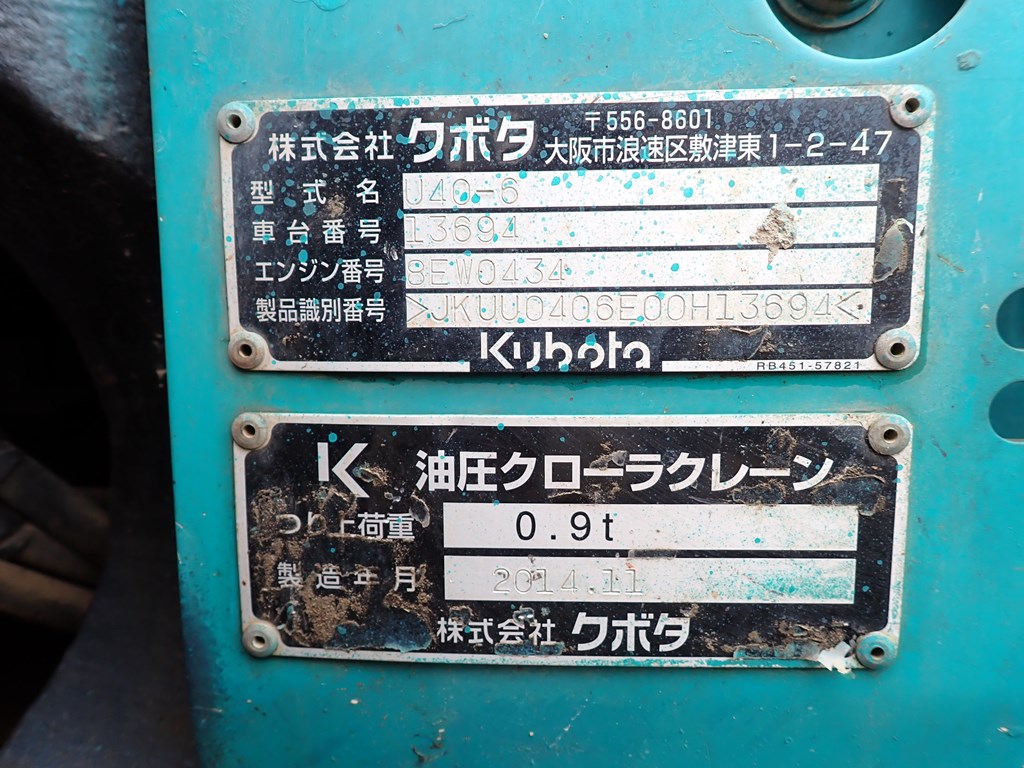 株式会社 クボタ 〒556-8601
大阪市浪速区敷津東1-2-47
型式名 U40-6
車台番号 13694
エンジン番号 8EW0434
製品識別番号 >JKUU0406E00H13694<
Kubota
RB451-57821
K 油圧クローラクレーン
つり上荷重 0.9t
製造年月 2014.11
株式会社 クボタ